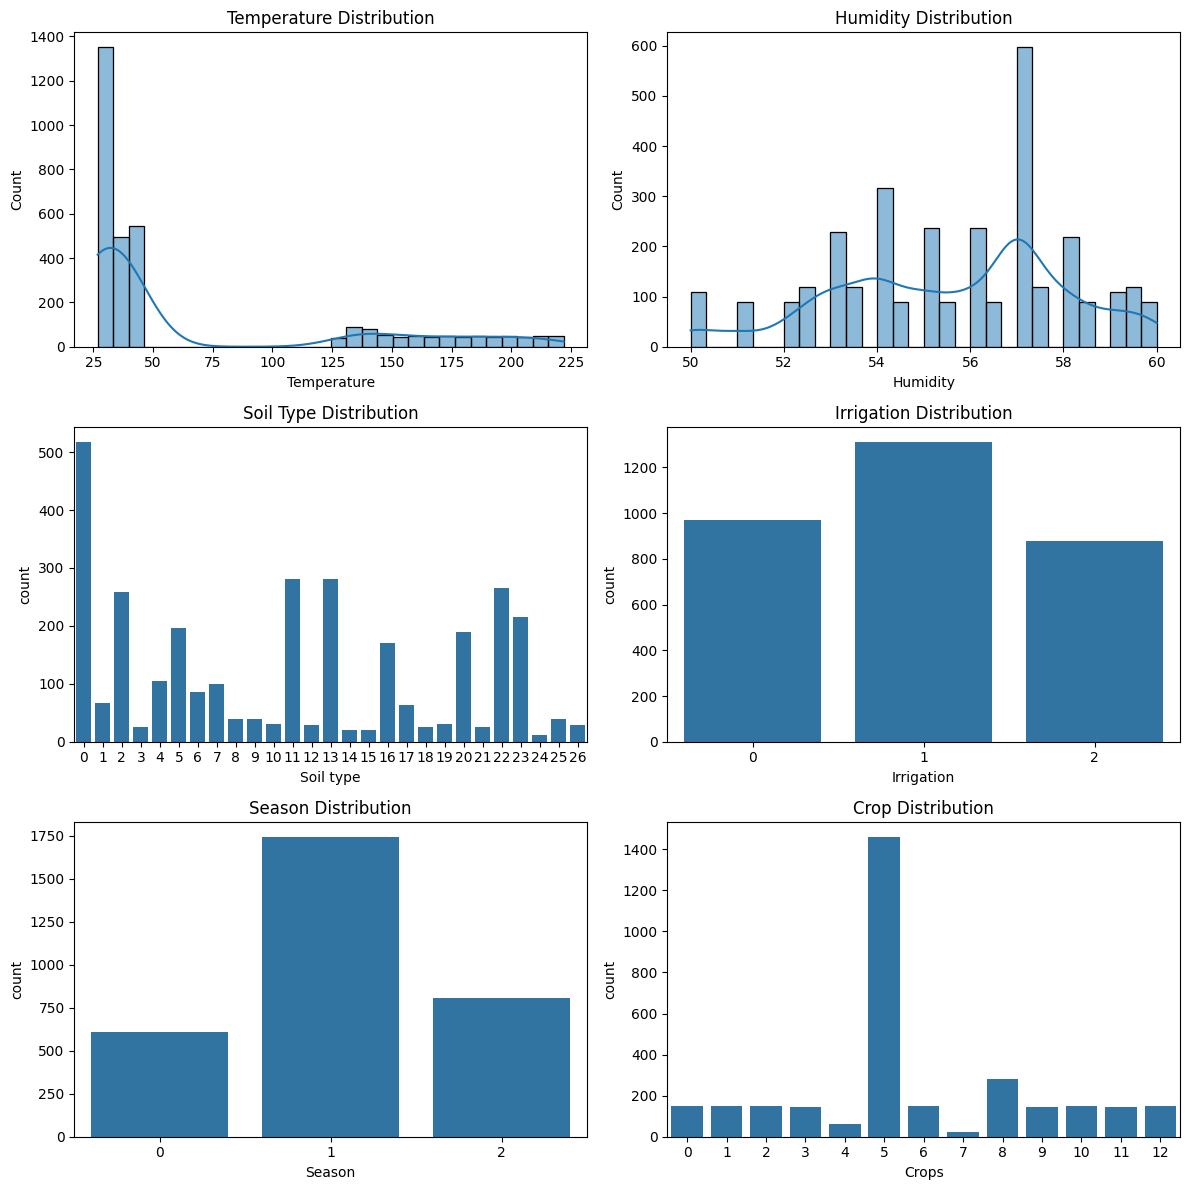 Temperature Distribution
1400
1200
1000
800
600
400
200
0
Count
25 50 75 100 125 150 175 200 225
Temperature
Humidity Distribution
600
500
400
300
200
100
0
Count
50 52 54 56 58 60
Humidity
Soil Type Distribution
500
400
300
200
100
0
count
0 1 2 3 4 5 6 7 8 9 10 11 12 13 14 15 16 17 18 19 20 21 22 23 24 25 26
Soil type
Irrigation Distribution
1200
1000
800
600
400
200
0
count
0 1 2
Irrigation
Season Distribution
1750
1500
1250
1000
750
500
250
0
count
0 1 2
Season
Crop Distribution
1400
1200
1000
800
600
400
200
0
count
0 1 2 3 4 5 6 7 8 9 10 11 12
Crops